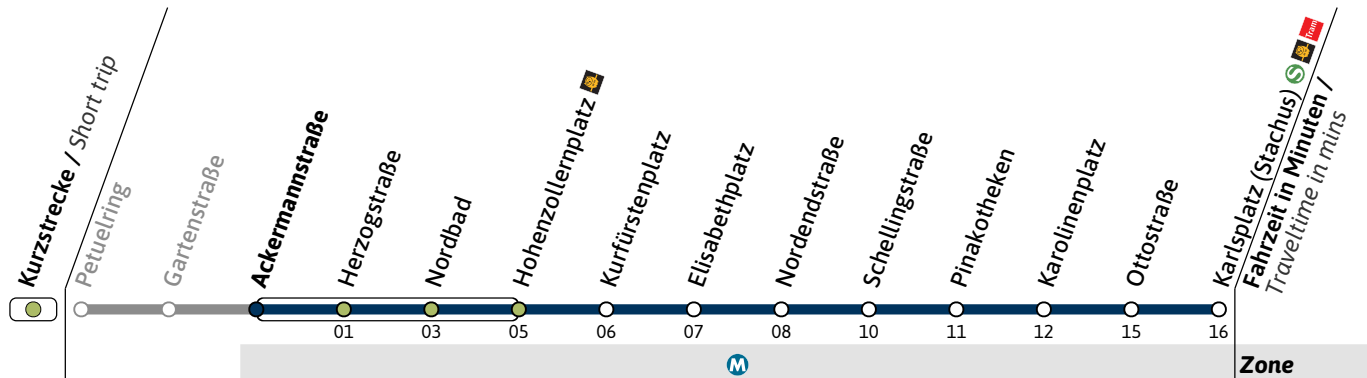 Kurzstrecke / Short trip
Petuelring
Gartenstraße
Ackermannstraße
Herzogstraße
Nordbad
Hohenzollernplatz
Kurfürstenplatz
Elisabethplatz
Nordendstraße
Schellingstraße
Pinakotheken
Karolinenplatz
Ottostraße
Karlsplatz (Stachus) S Tram
Fahrzeit in Minuten /
Traveltime in mins
01 03 05 06 07 08 10 11 12 15 16
M Zone